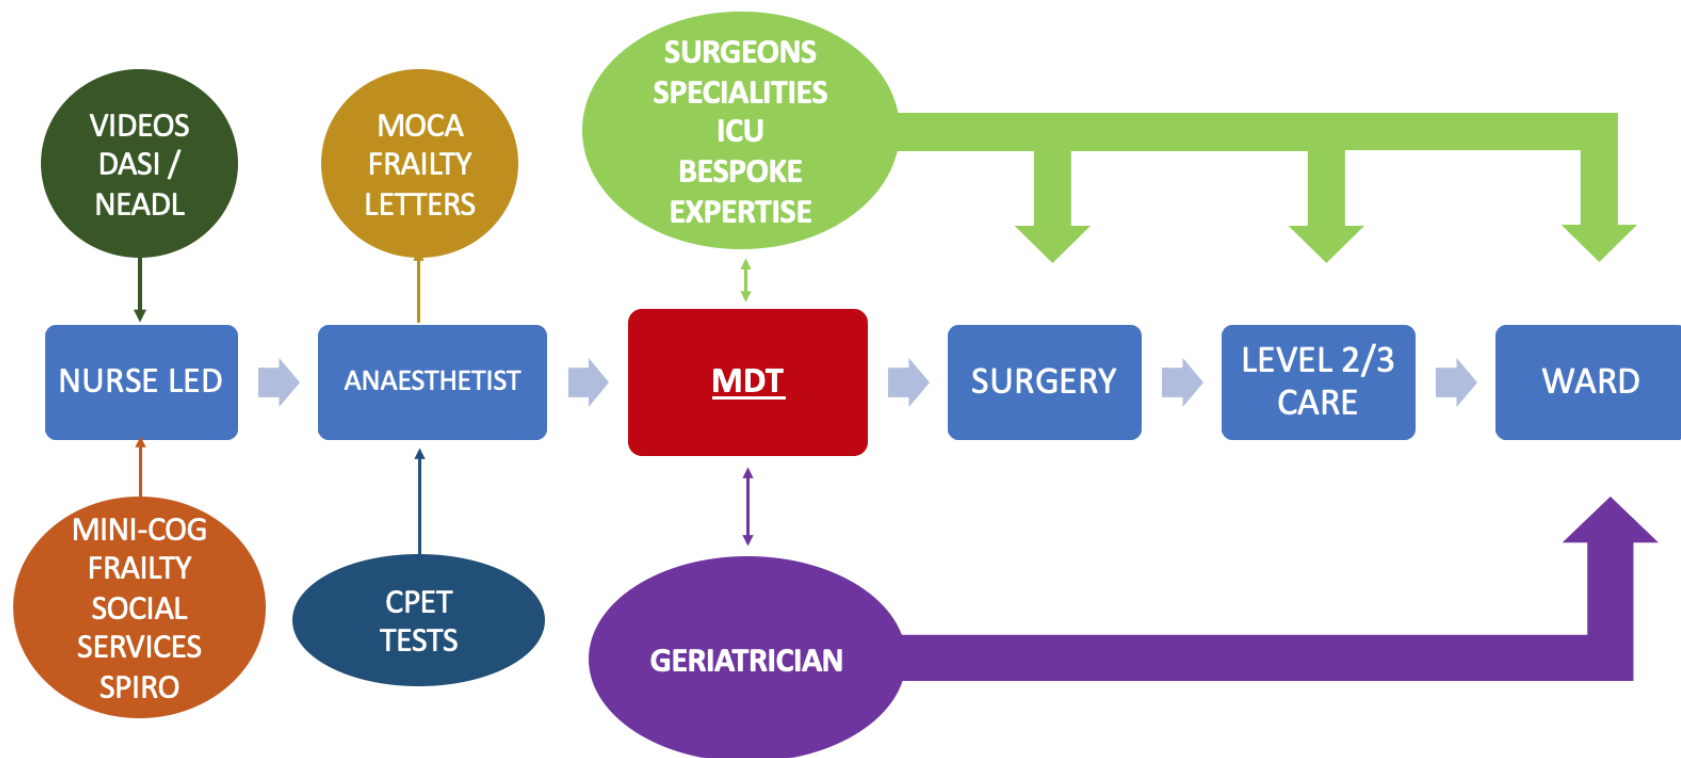 VIDEOS
DASI /
NEADL
MOCA
FRAILTY
LETTERS
SURGEONS
SPECIALITIES
ICU
BESPOKE
EXPERTISE
NURSE LED
ANAESTHETIST
MDT
SURGERY
LEVEL 2/3
CARE
WARD
MINI-COG
FRAILTY
SOCIAL
SERVICES
SPIRO
CPET
TESTS
GERIATRICIAN